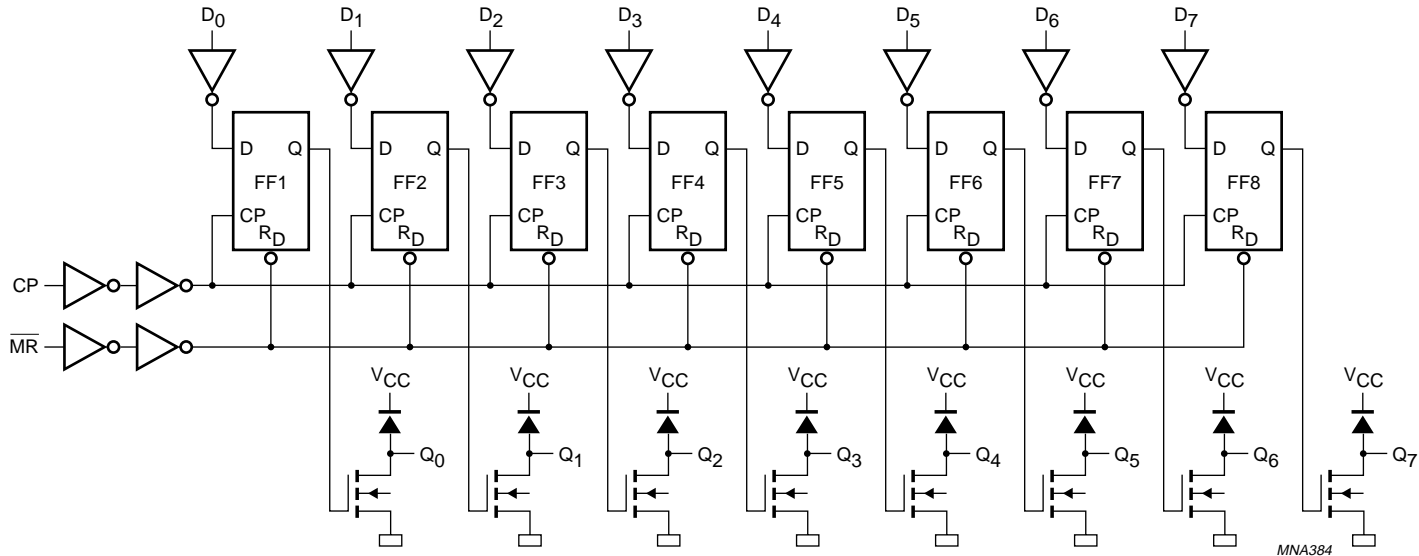 D0 D1 D2 D3 D4 D5 D6 D7
D Q D Q D Q D Q D Q D Q D Q D Q
FF1 FF2 FF3 FF4 FF5 FF6 FF7 FF8
CP CP CP CP CP CP CP CP
RD RD RD RD RD RD RD RD
CP
M̅R̅
VCC VCC VCC VCC VCC VCC VCC VCC
Q0 Q1 Q2 Q3 Q4 Q5 Q6 Q7
MNA384